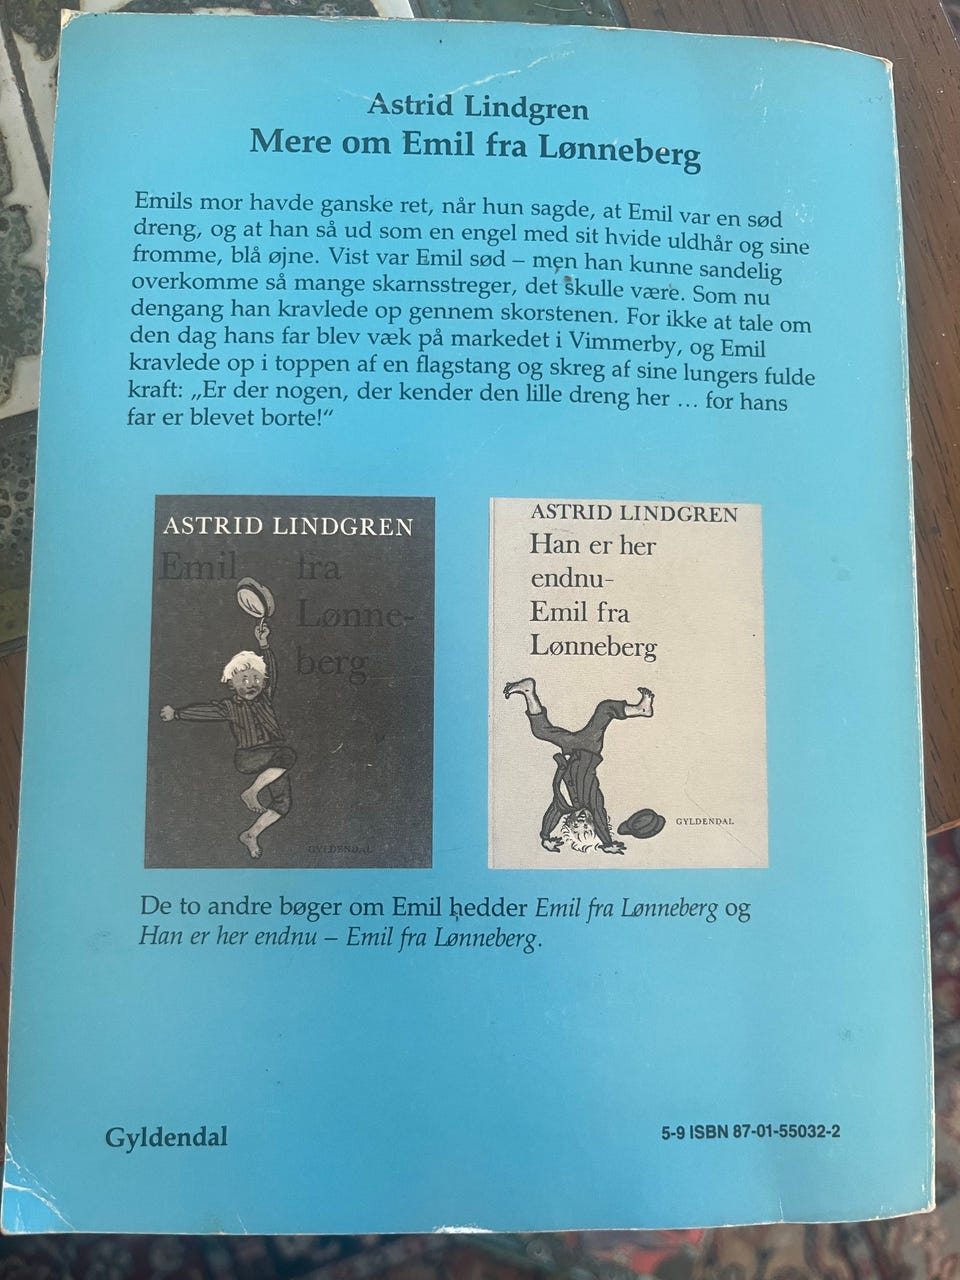 Astrid Lindgren
Mere om Emil fra Lønneberg
Emils mor havde ganske ret, når hun sagde, at Emil var en sød
dreng, og at han så ud som en engel med sit hvide uldhår og sine
fromme, blå øjne. Vist var Emil sød – men han kunne sandelig
overkomme så mange skarnsstreger, det skulle være. Som nu
dengang han kravlede op gennem skorstenen. For ikke at tale om
den dag hans far blev væk på markedet i Vimmerby, og Emil
kravlede op i toppen af en flagstang og skreg af sine lungers fulde
kraft: „Er der nogen, der kender den lille dreng her ... for hans
far er blevet borte!“
ASTRID LINDGREN
Emil fra
Lønne-
berg
GYLDENDAL
ASTRID LINDGREN
Han er her
endnu-
Emil fra
Lønneberg
GYLDENDAL
De to andre bøger om Emil hedder Emil fra Lønneberg og
Han er her endnu – Emil fra Lønneberg.
Gyldendal
5-9 ISBN 87-01-55032-2